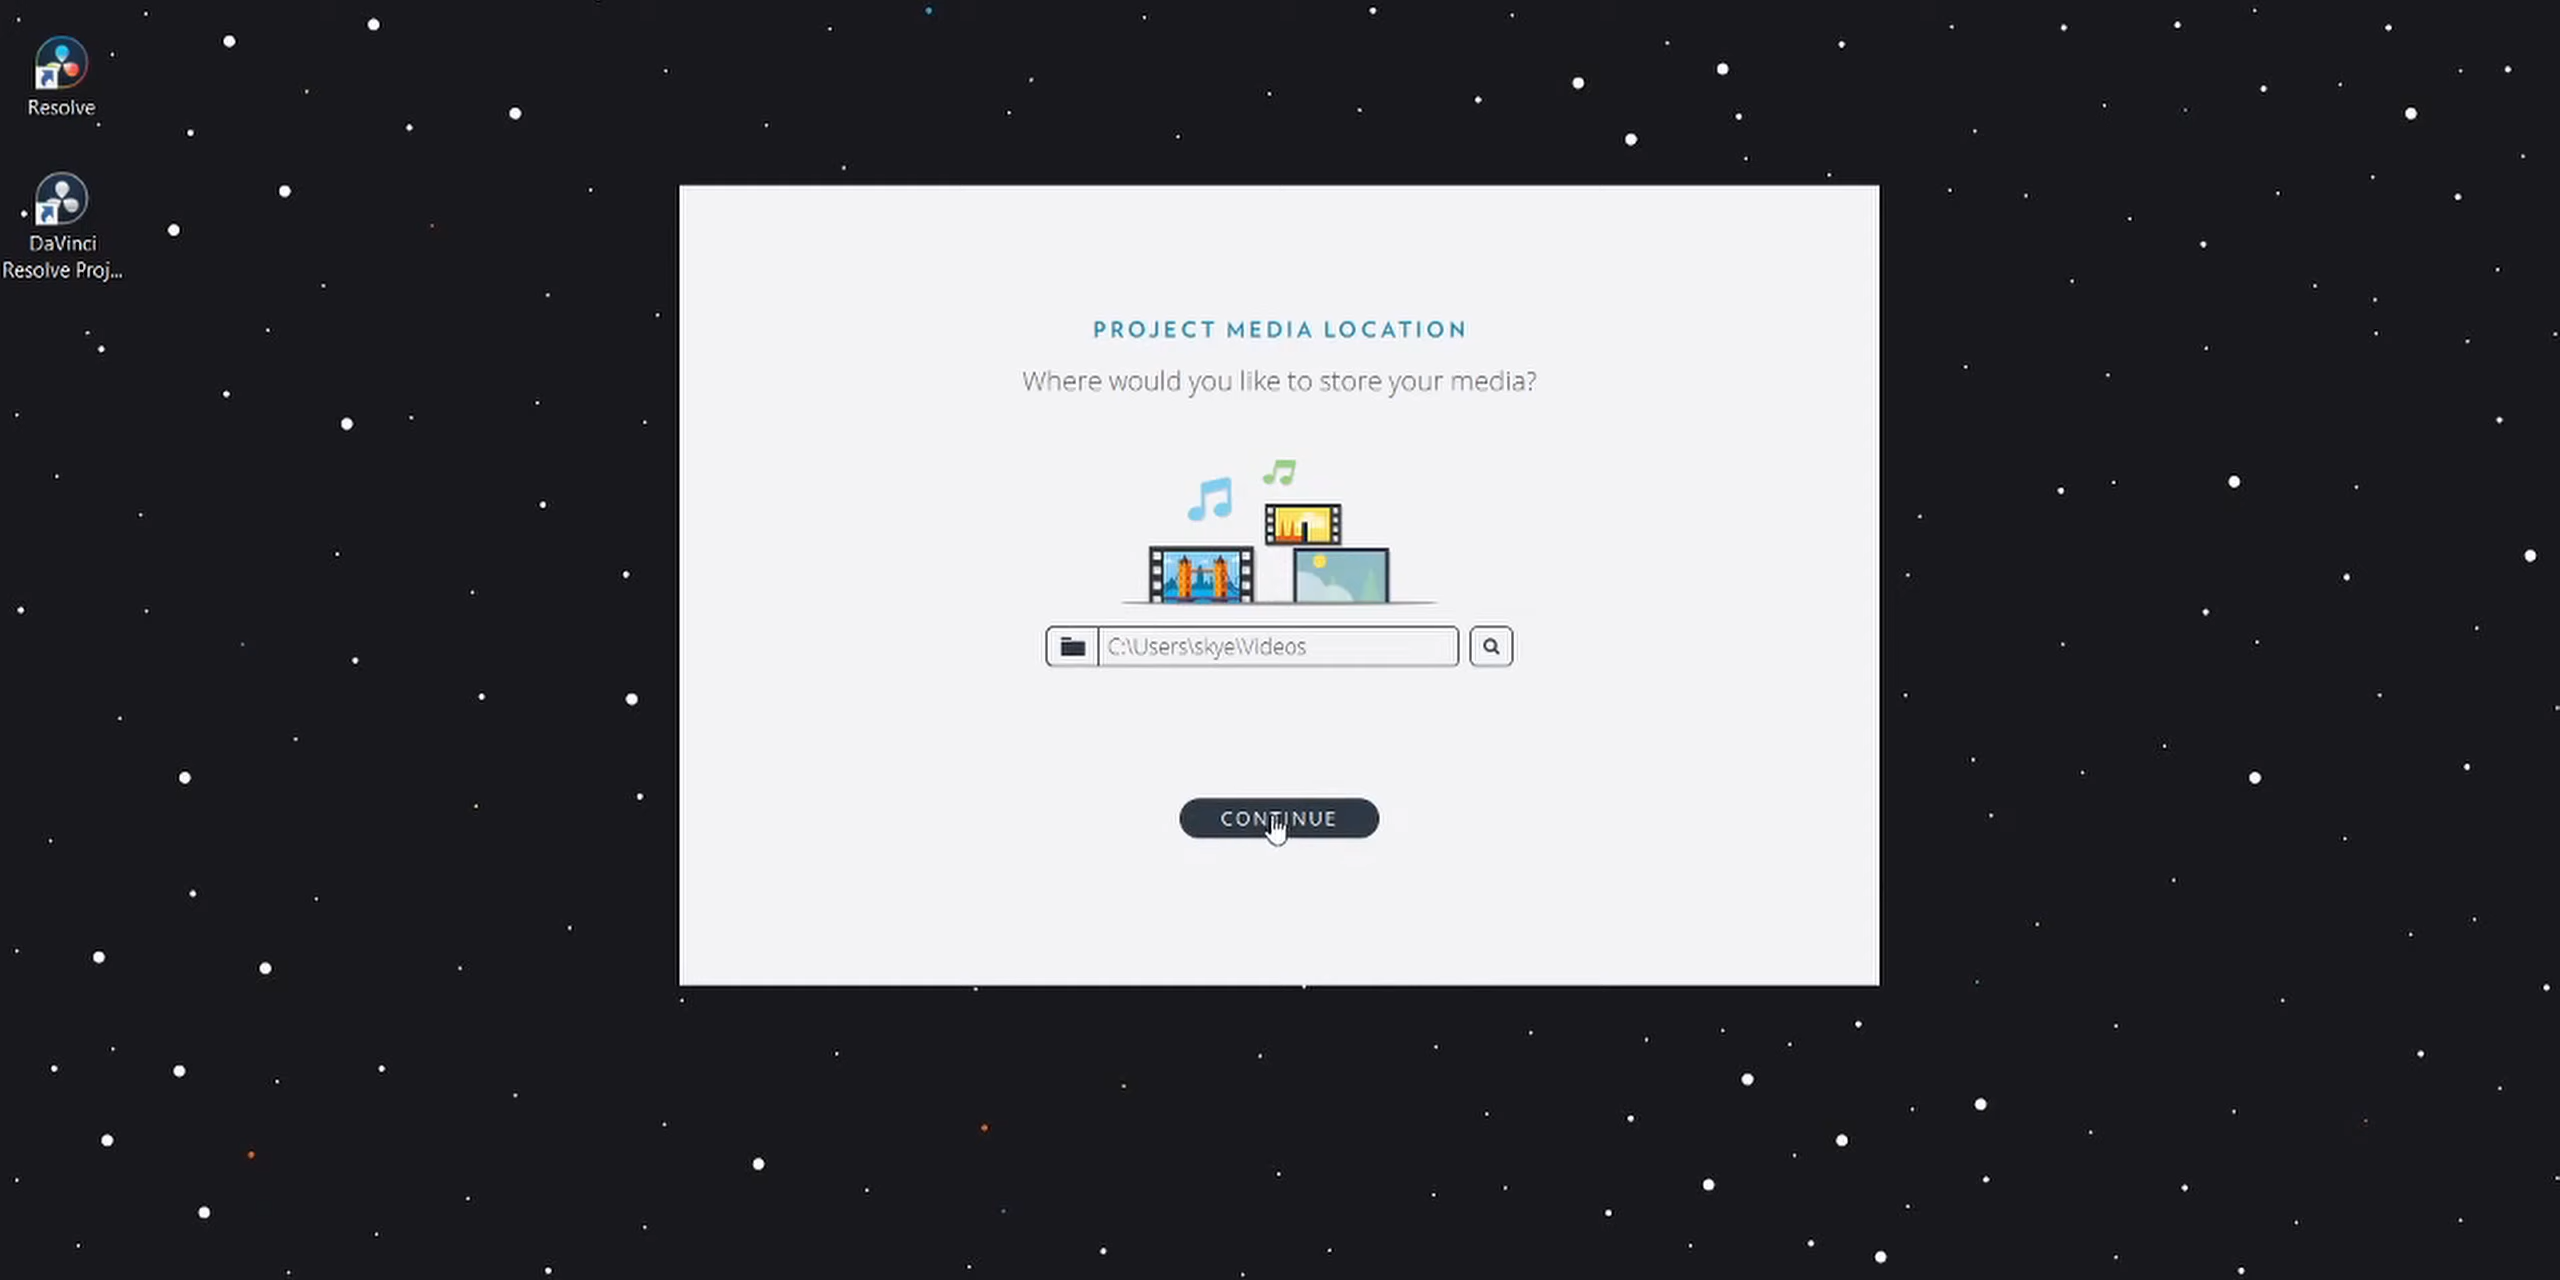 Resolve
DaVinci
Resolve Proj...
PROJECT MEDIA LOCATION
Where would you like to store your media?
C:\Users\skye\Videos
CONTINUE